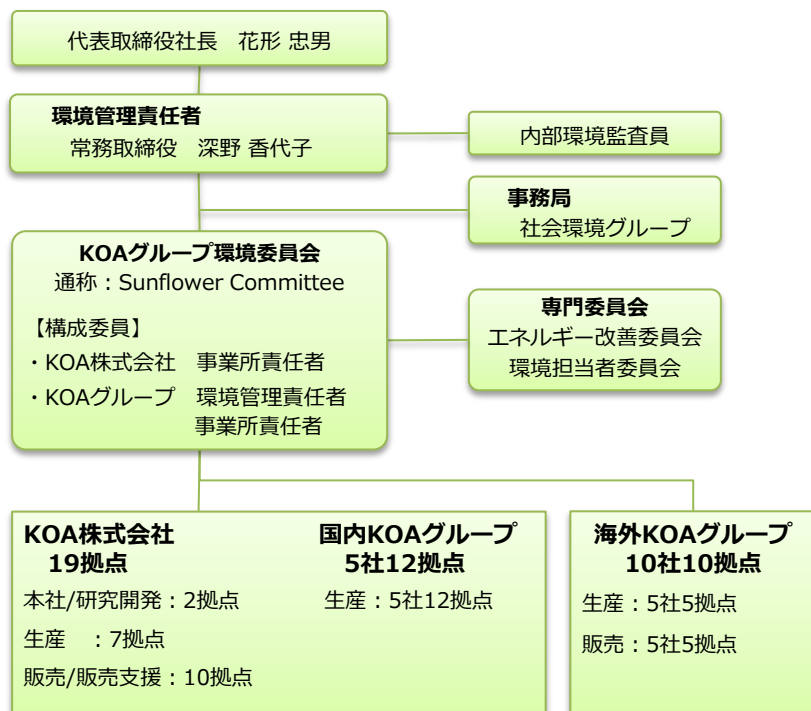 代表取締役社長　花形 忠男
環境管理責任者
常務取締役　深野 香代子
内部環境監査員
事務局
社会環境グループ
KOAグループ環境委員会
通称：Sunflower Committee
【構成委員】
・KOA株式会社　事業所責任者
・KOAグループ　環境管理責任者
事業所責任者
専門委員会
エネルギー改善委員会
環境担当者委員会
KOA株式会社
19拠点
本社/研究開発：2拠点
生産　：7拠点
販売/販売支援：10拠点
国内KOAグループ
5社12拠点
生産：5社12拠点
海外KOAグループ
10社10拠点
生産：5社5拠点
販売：5社5拠点